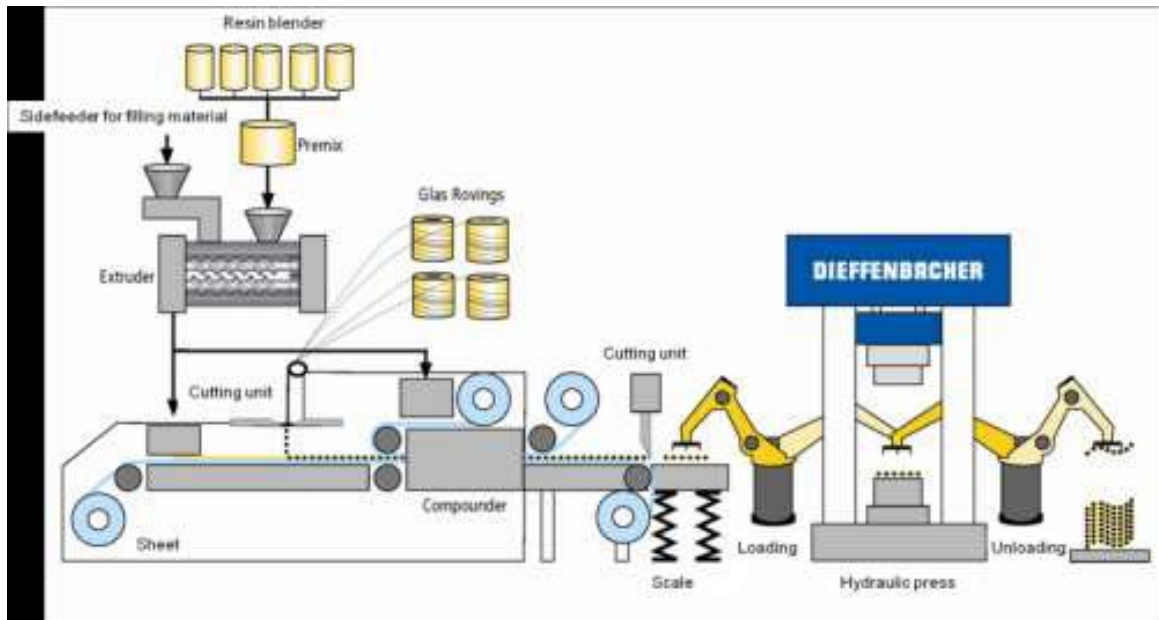 Resin blender
Sidefeeder for filling material
Premix
Glas Rovings
Extruder
DIEFFENBACHER
Cutting unit
Cutting unit
Compounder
Sheet
Loading
Unloading
Scale
Hydraulic press